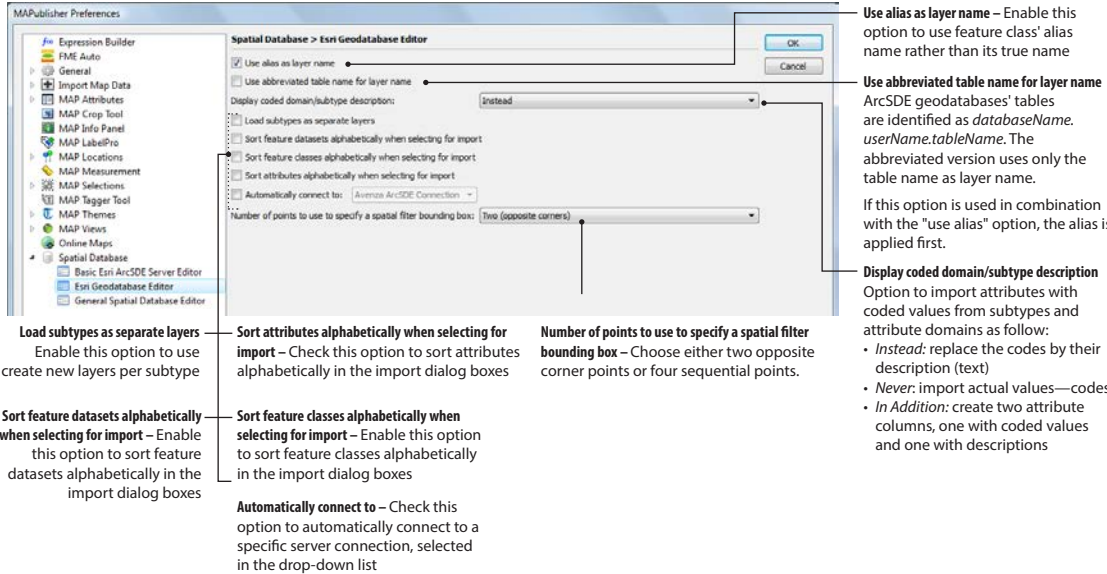 MAPublisher Preferences
Expression Builder
FME Auto
General
Import Map Data
MAP Attributes
MAP Crop Tool
MAP Info Panel
MAP LabelPro
MAP Locations
MAP Measurement
MAP Selections
MAP Tagger Tool
MAP Themes
MAP Views
Online Maps
Spatial Database
Basic Esri ArcSDE Server Editor
Esri Geodatabase Editor
General Spatial Database Editor
Spatial Database > Esri Geodatabase Editor
Use alias as layer name
Use abbreviated table name for layer name
Display coded domain/subtype description: Instead
Load subtypes as separate layers
Sort feature datasets alphabetically when selecting for import
Sort feature classes alphabetically when selecting for import
Sort attributes alphabetically when selecting for import
Automatically connect to: Avenza ArcSDE Connection
Number of points to use to specify a spatial filter bounding box: Two (opposite corners)
OK
Cancel
Use alias as layer name – Enable this
option to use feature class' alias
name rather than its true name
Use abbreviated table name for layer name
ArcSDE geodatabases' tables
are identified as databaseName.
userName.tableName. The
abbreviated version uses only the
table name as layer name.
If this option is used in combination
with the "use alias" option, the alias is
applied first.
Display coded domain/subtype description
Option to import attributes with
coded values from subtypes and
attribute domains as follow:
• Instead: replace the codes by their
description (text)
• Never: import actual values—codes
• In Addition: create two attribute
columns, one with coded values
and one with descriptions
Load subtypes as separate layers
Enable this option to use
create new layers per subtype
Sort feature datasets alphabetically
when selecting for import – Enable
this option to sort feature
datasets alphabetically in the
import dialog boxes
Sort attributes alphabetically when selecting for
import – Check this option to sort attributes
alphabetically in the import dialog boxes
Sort feature classes alphabetically when
selecting for import – Enable this option
to sort feature classes alphabetically
in the import dialog boxes
Automatically connect to – Check this
option to automatically connect to a
specific server connection, selected
in the drop-down list
Number of points to use to specify a spatial filter
bounding box – Choose either two opposite
corner points or four sequential points.